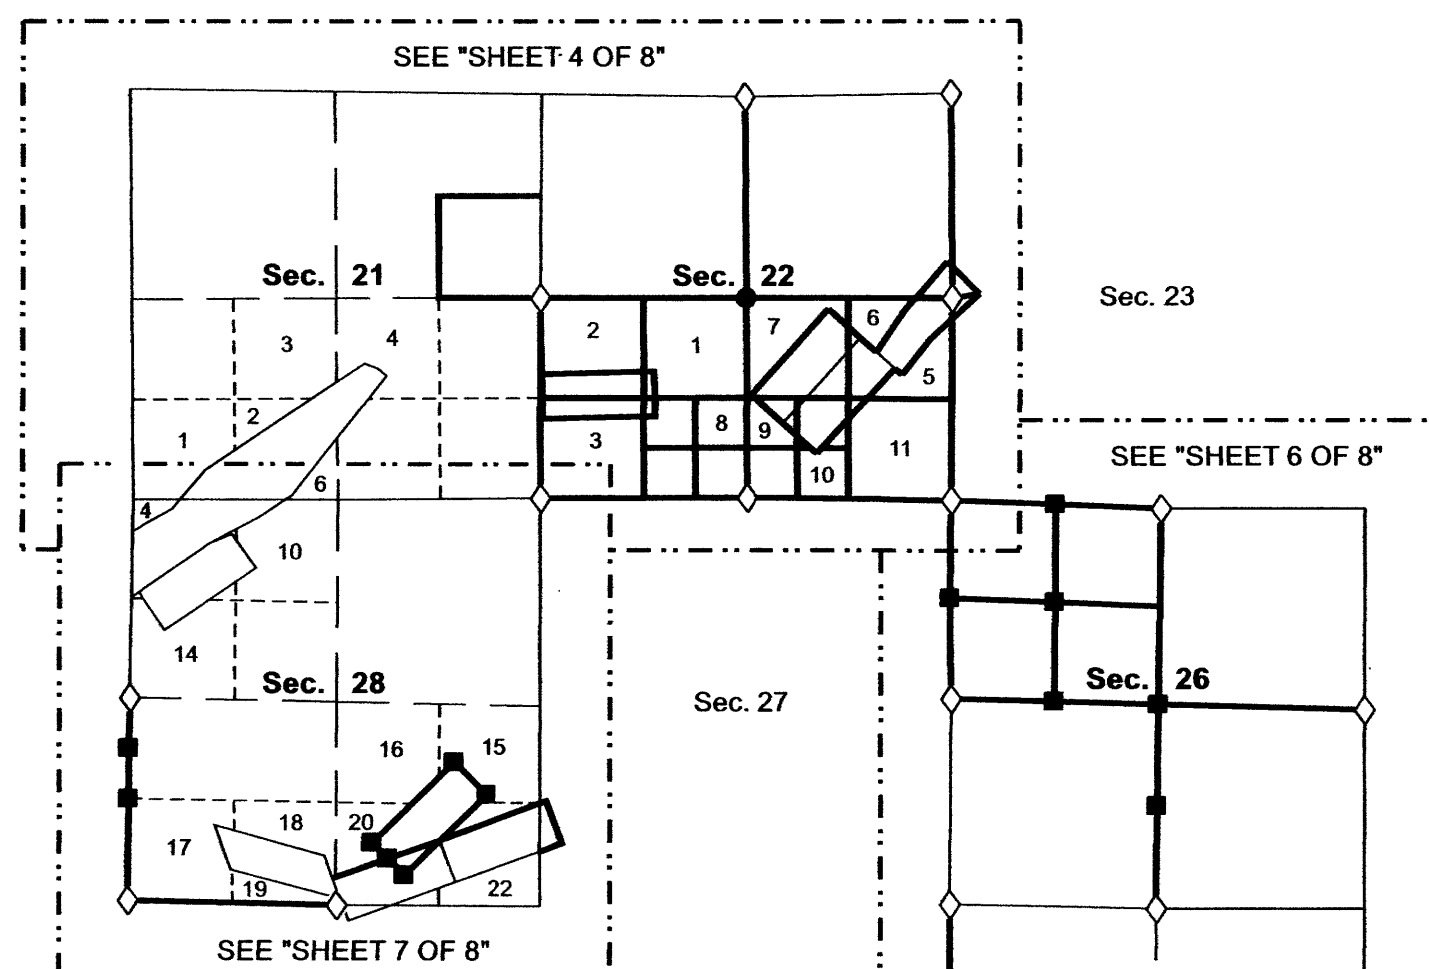 SEE "SHEET 4 OF 8"
Sec. 21
Sec. 22
Sec. 23
3
4
2
1
7
6
5
1
2
3
8
9
10
11
6
4
SEE "SHEET 6 OF 8"
10
14
Sec. 28
Sec. 27
Sec. 26
16
15
17
18
20
19
22
SEE "SHEET 7 OF 8"